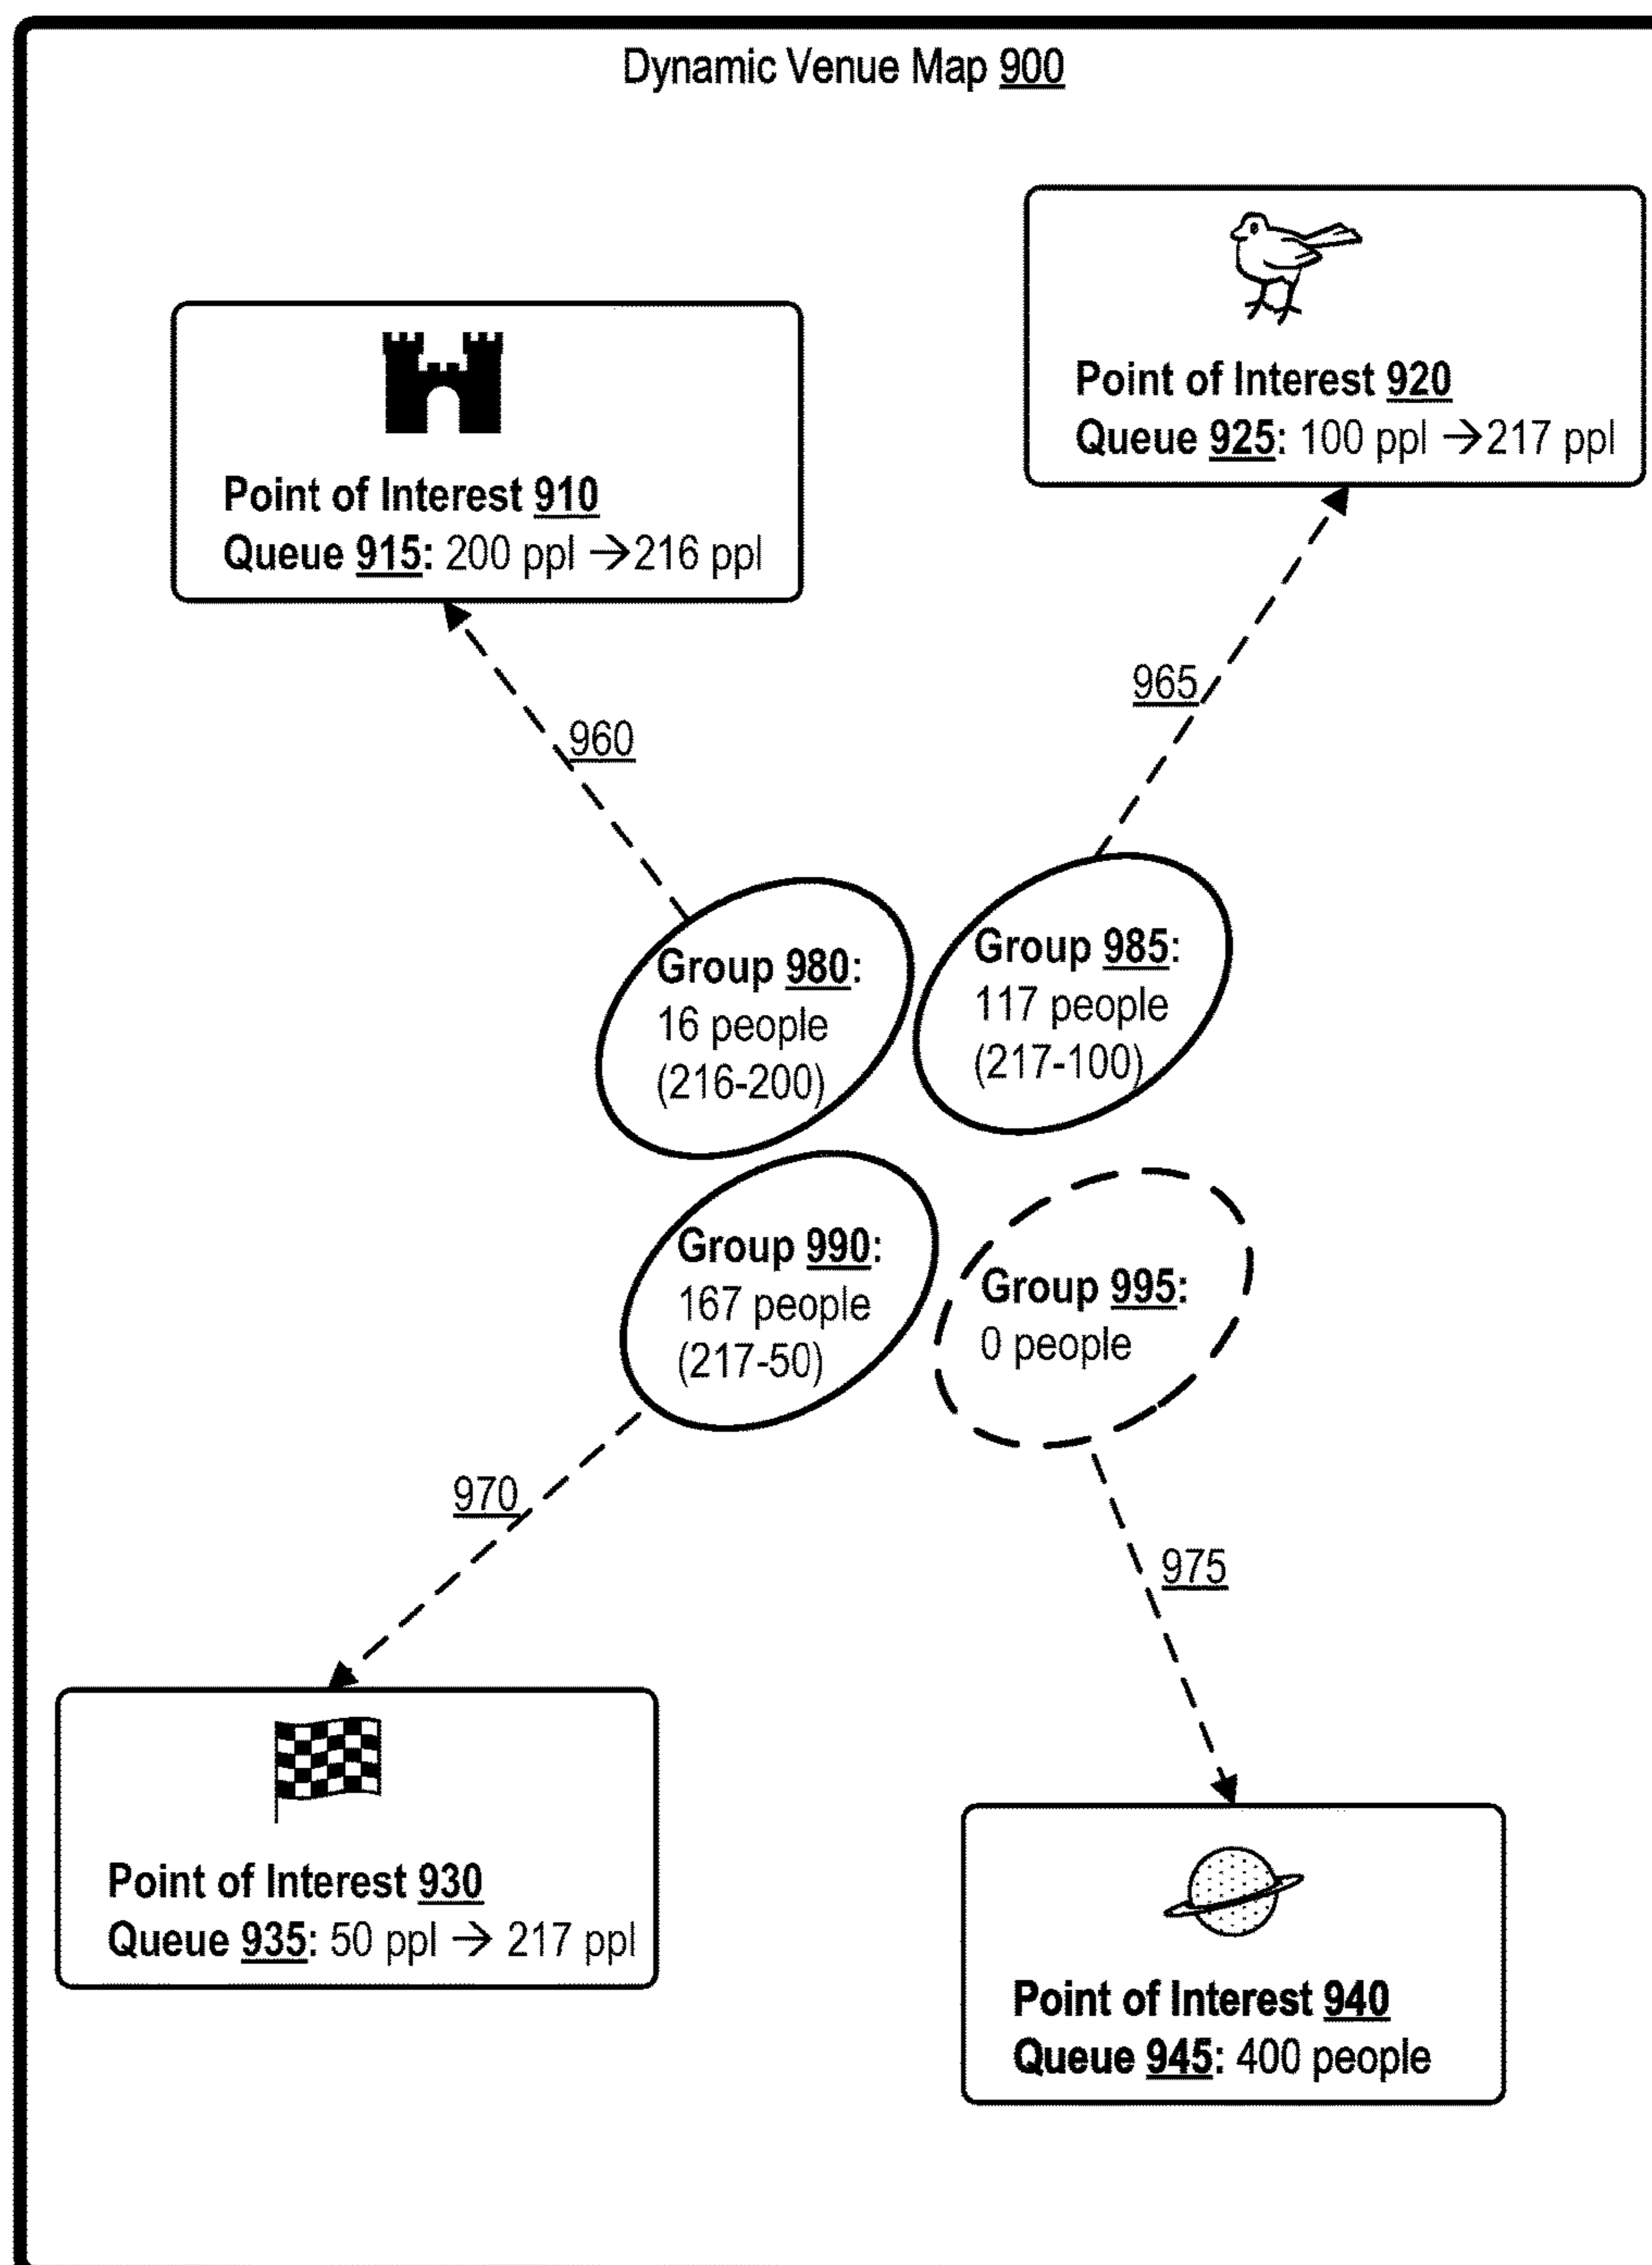 Dynamic Venue Map 900
Point of Interest 920
Queue 925: 100 ppl →217 ppl
Point of Interest 910
Queue 915: 200 ppl →216 ppl
965
960
Group 980:
16 people
(216-200)
Group 985:
117 people
(217-100)
Group 990:
167 people
(217-50)
Group 995:
0 people
970
975
Point of Interest 930
Queue 935: 50 ppl → 217 ppl
Point of Interest 940
Queue 945: 400 people